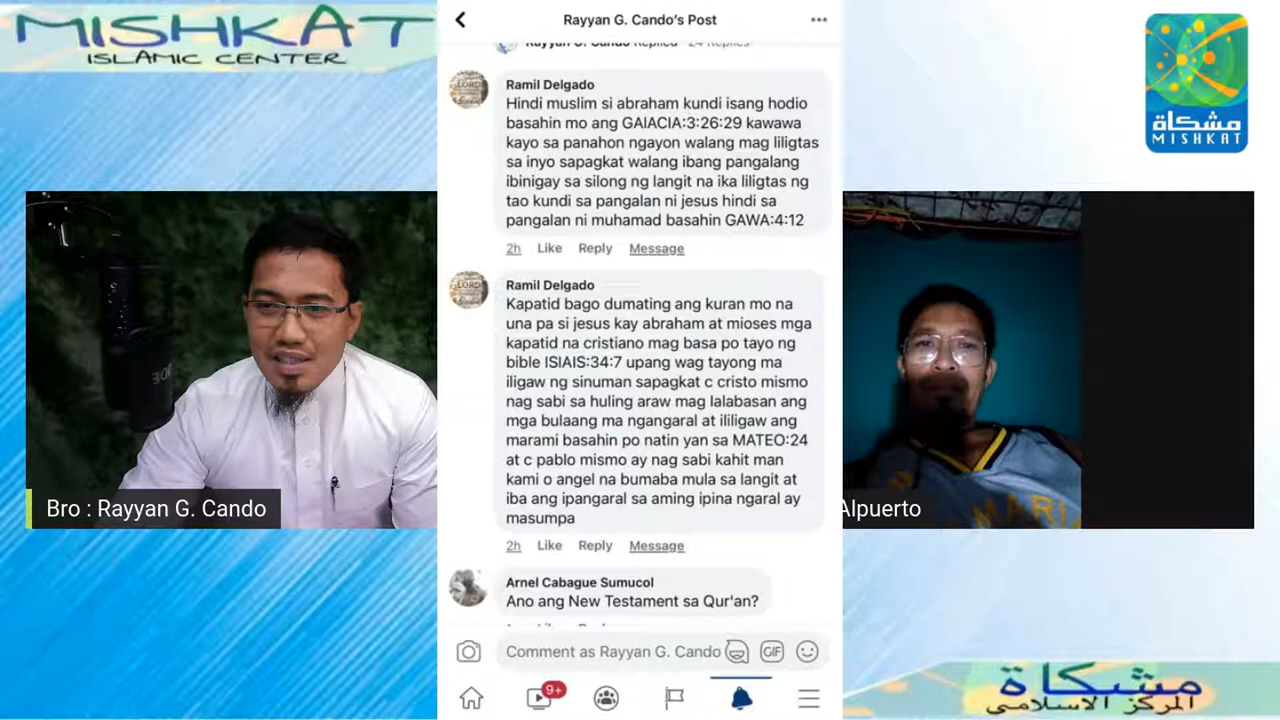 MISHKAT
ISLAMIC CENTER
Rayyan G. Cando's Post
Rayyan G. Cando Replied · 24 Replies
Ramil Delgado
Hindi muslim si abraham kundi isang hodio
basahin mo ang GAIACIA:3:26:29 kawawa
kayo sa panahon ngayon walang mag liligtas
sa inyo sapagkat walang ibang pangalang
ibinigay sa silong ng langit na ika liligtas ng
tao kundi sa pangalan ni jesus hindi sa
pangalan ni muhamad basahin GAWA:4:12
2h Like Reply Message
Ramil Delgado
Kapatid bago dumating ang kuran mo na
una pa si jesus kay abraham at mioses mga
kapatid na cristiano mag basa po tayo ng
bible ISIAIS:34:7 upang wag tayong ma
iligaw ng sinuman sapagkat c cristo mismo
nag sabi sa huling araw mag lalabasan ang
mga bulaang ma ngangaral at ililigaw ang
marami basahin po natin yan sa MATEO:24
at c pablo mismo ay nag sabi kahit man
kami o angel na bumaba mula sa langit at
iba ang ipangaral sa aming ipina ngaral ay
masumpa
2h Like Reply Message
Arnel Cabague Sumucol
Ano ang New Testament sa Qur'an?
Comment as Rayyan G. Cando
GIF
9+
Bro : Rayyan G. Cando
Alpuerto
مشكاة
MISHKAT
مشكاة
المركز الاسلامي